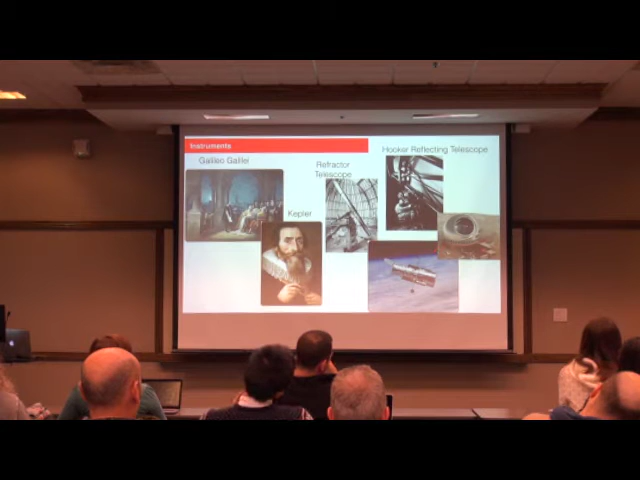 Instruments
Galileo Galilei
Refractor
Telescope
Hooker Reflecting Telescope
Kepler